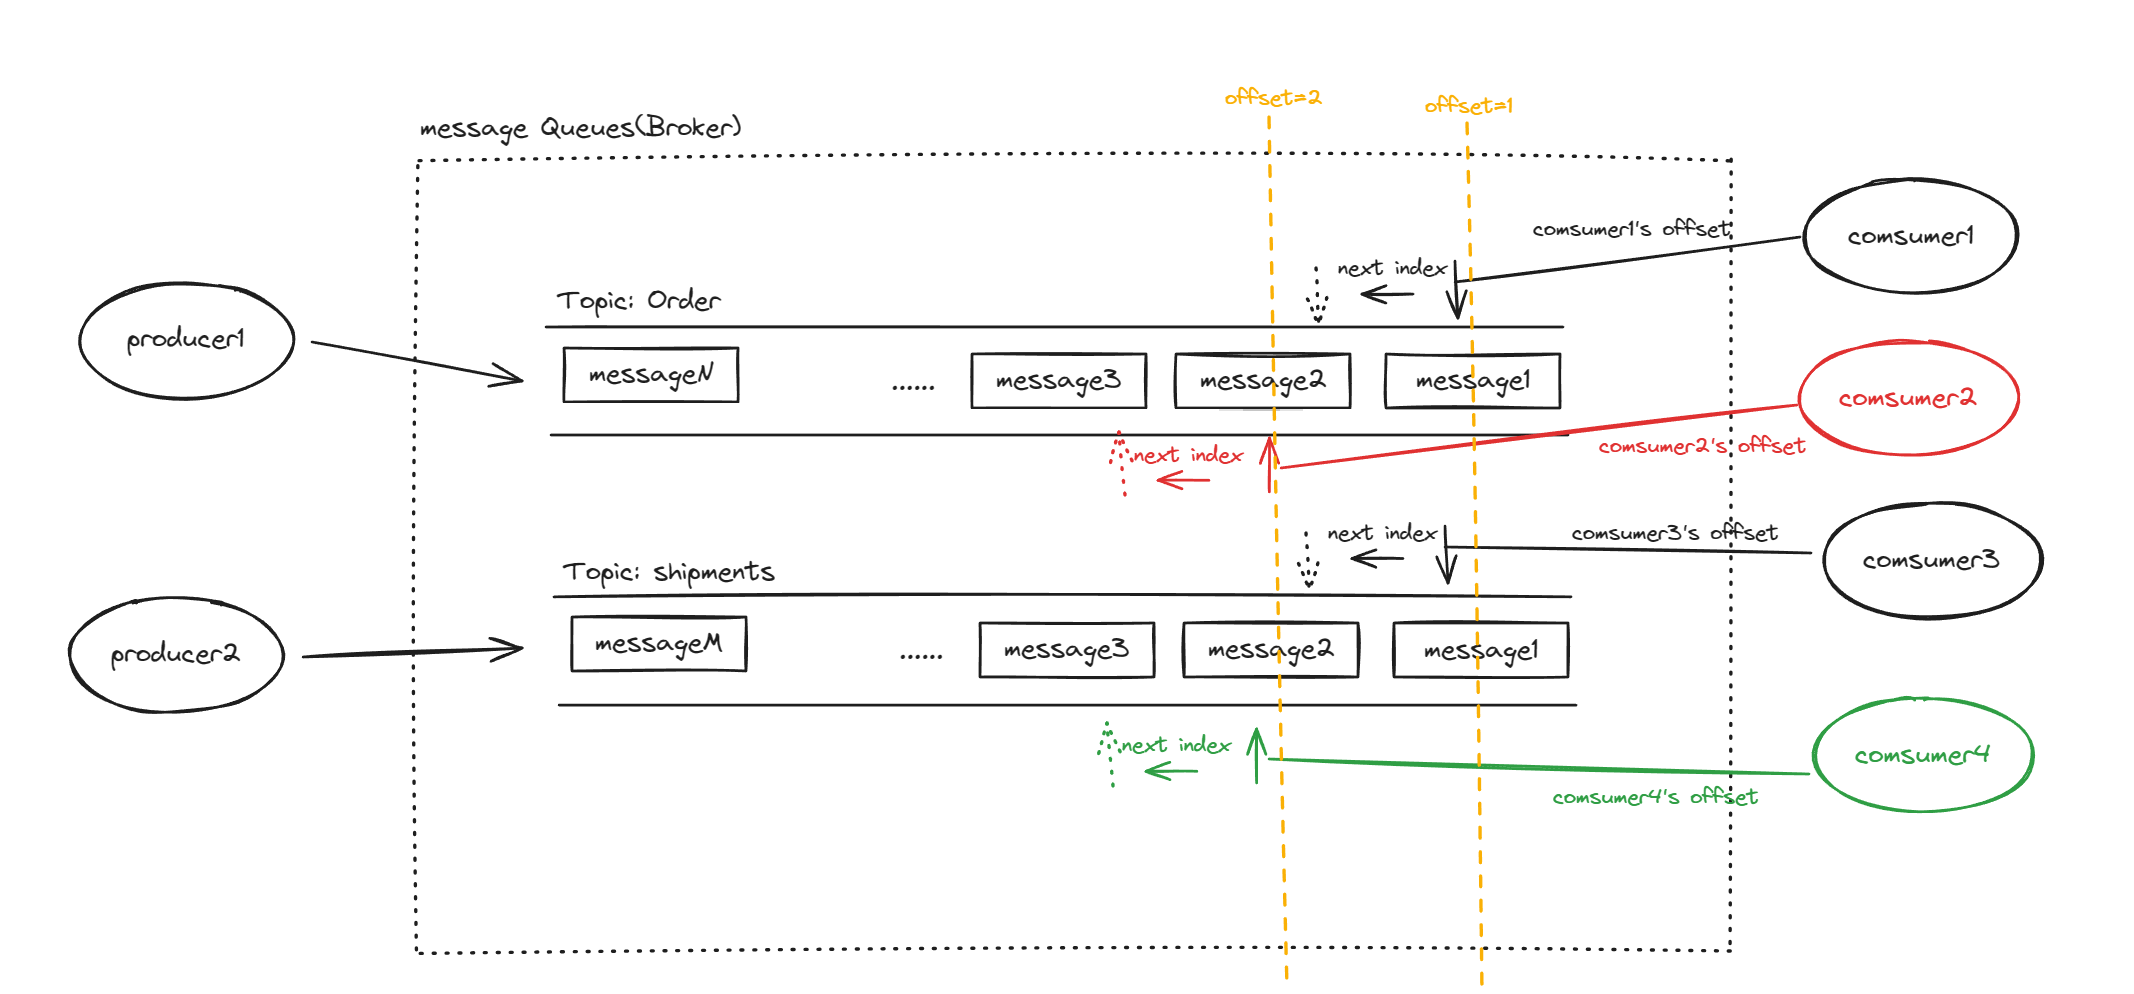 offset=2
offset=1
message Queues(Broker)
comsumer1's offset
comsumer1
next index
Topic: Order
producer1
messageN
......
message3
message2
message1
comsumer2
comsumer2's offset
next index
comsumer3's offset
next index
comsumer3
Topic: shipments
producer2
messageM
......
message3
message2
message1
next index
comsumer4
comsumer4's offset